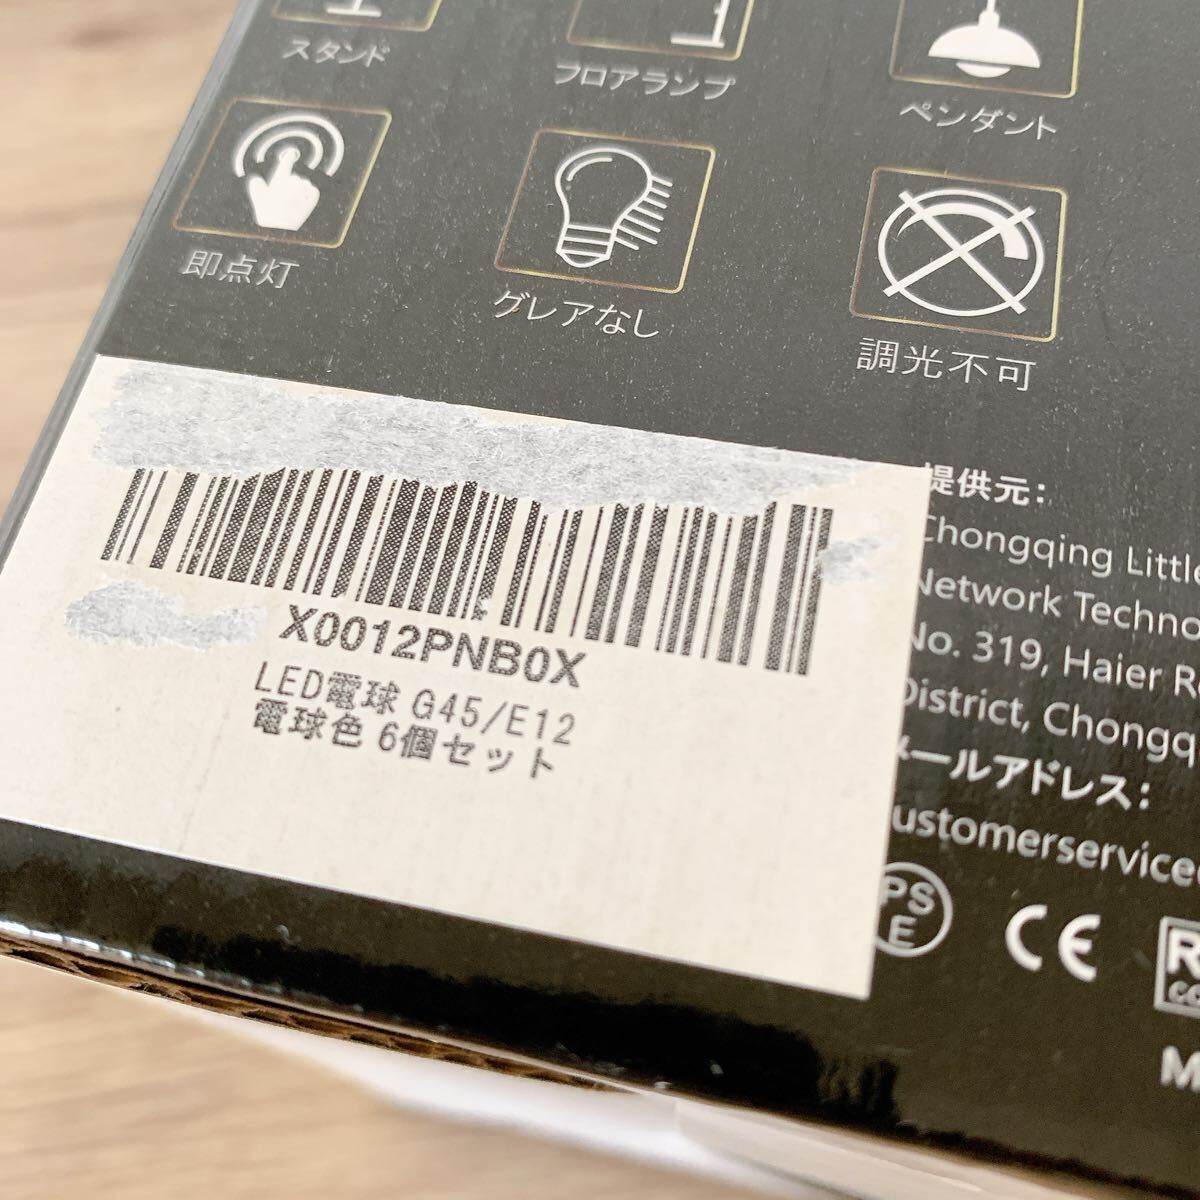 スタンド
フロアランプ
ペンダント
即点灯
グレアなし
調光不可
X0012PNB0X
LED電球 G45/E12
電球色 6個セット
提供元:
Chongqing Little
Network
No. 319, Haier
District,
メールアドレス:
PS
E
CE